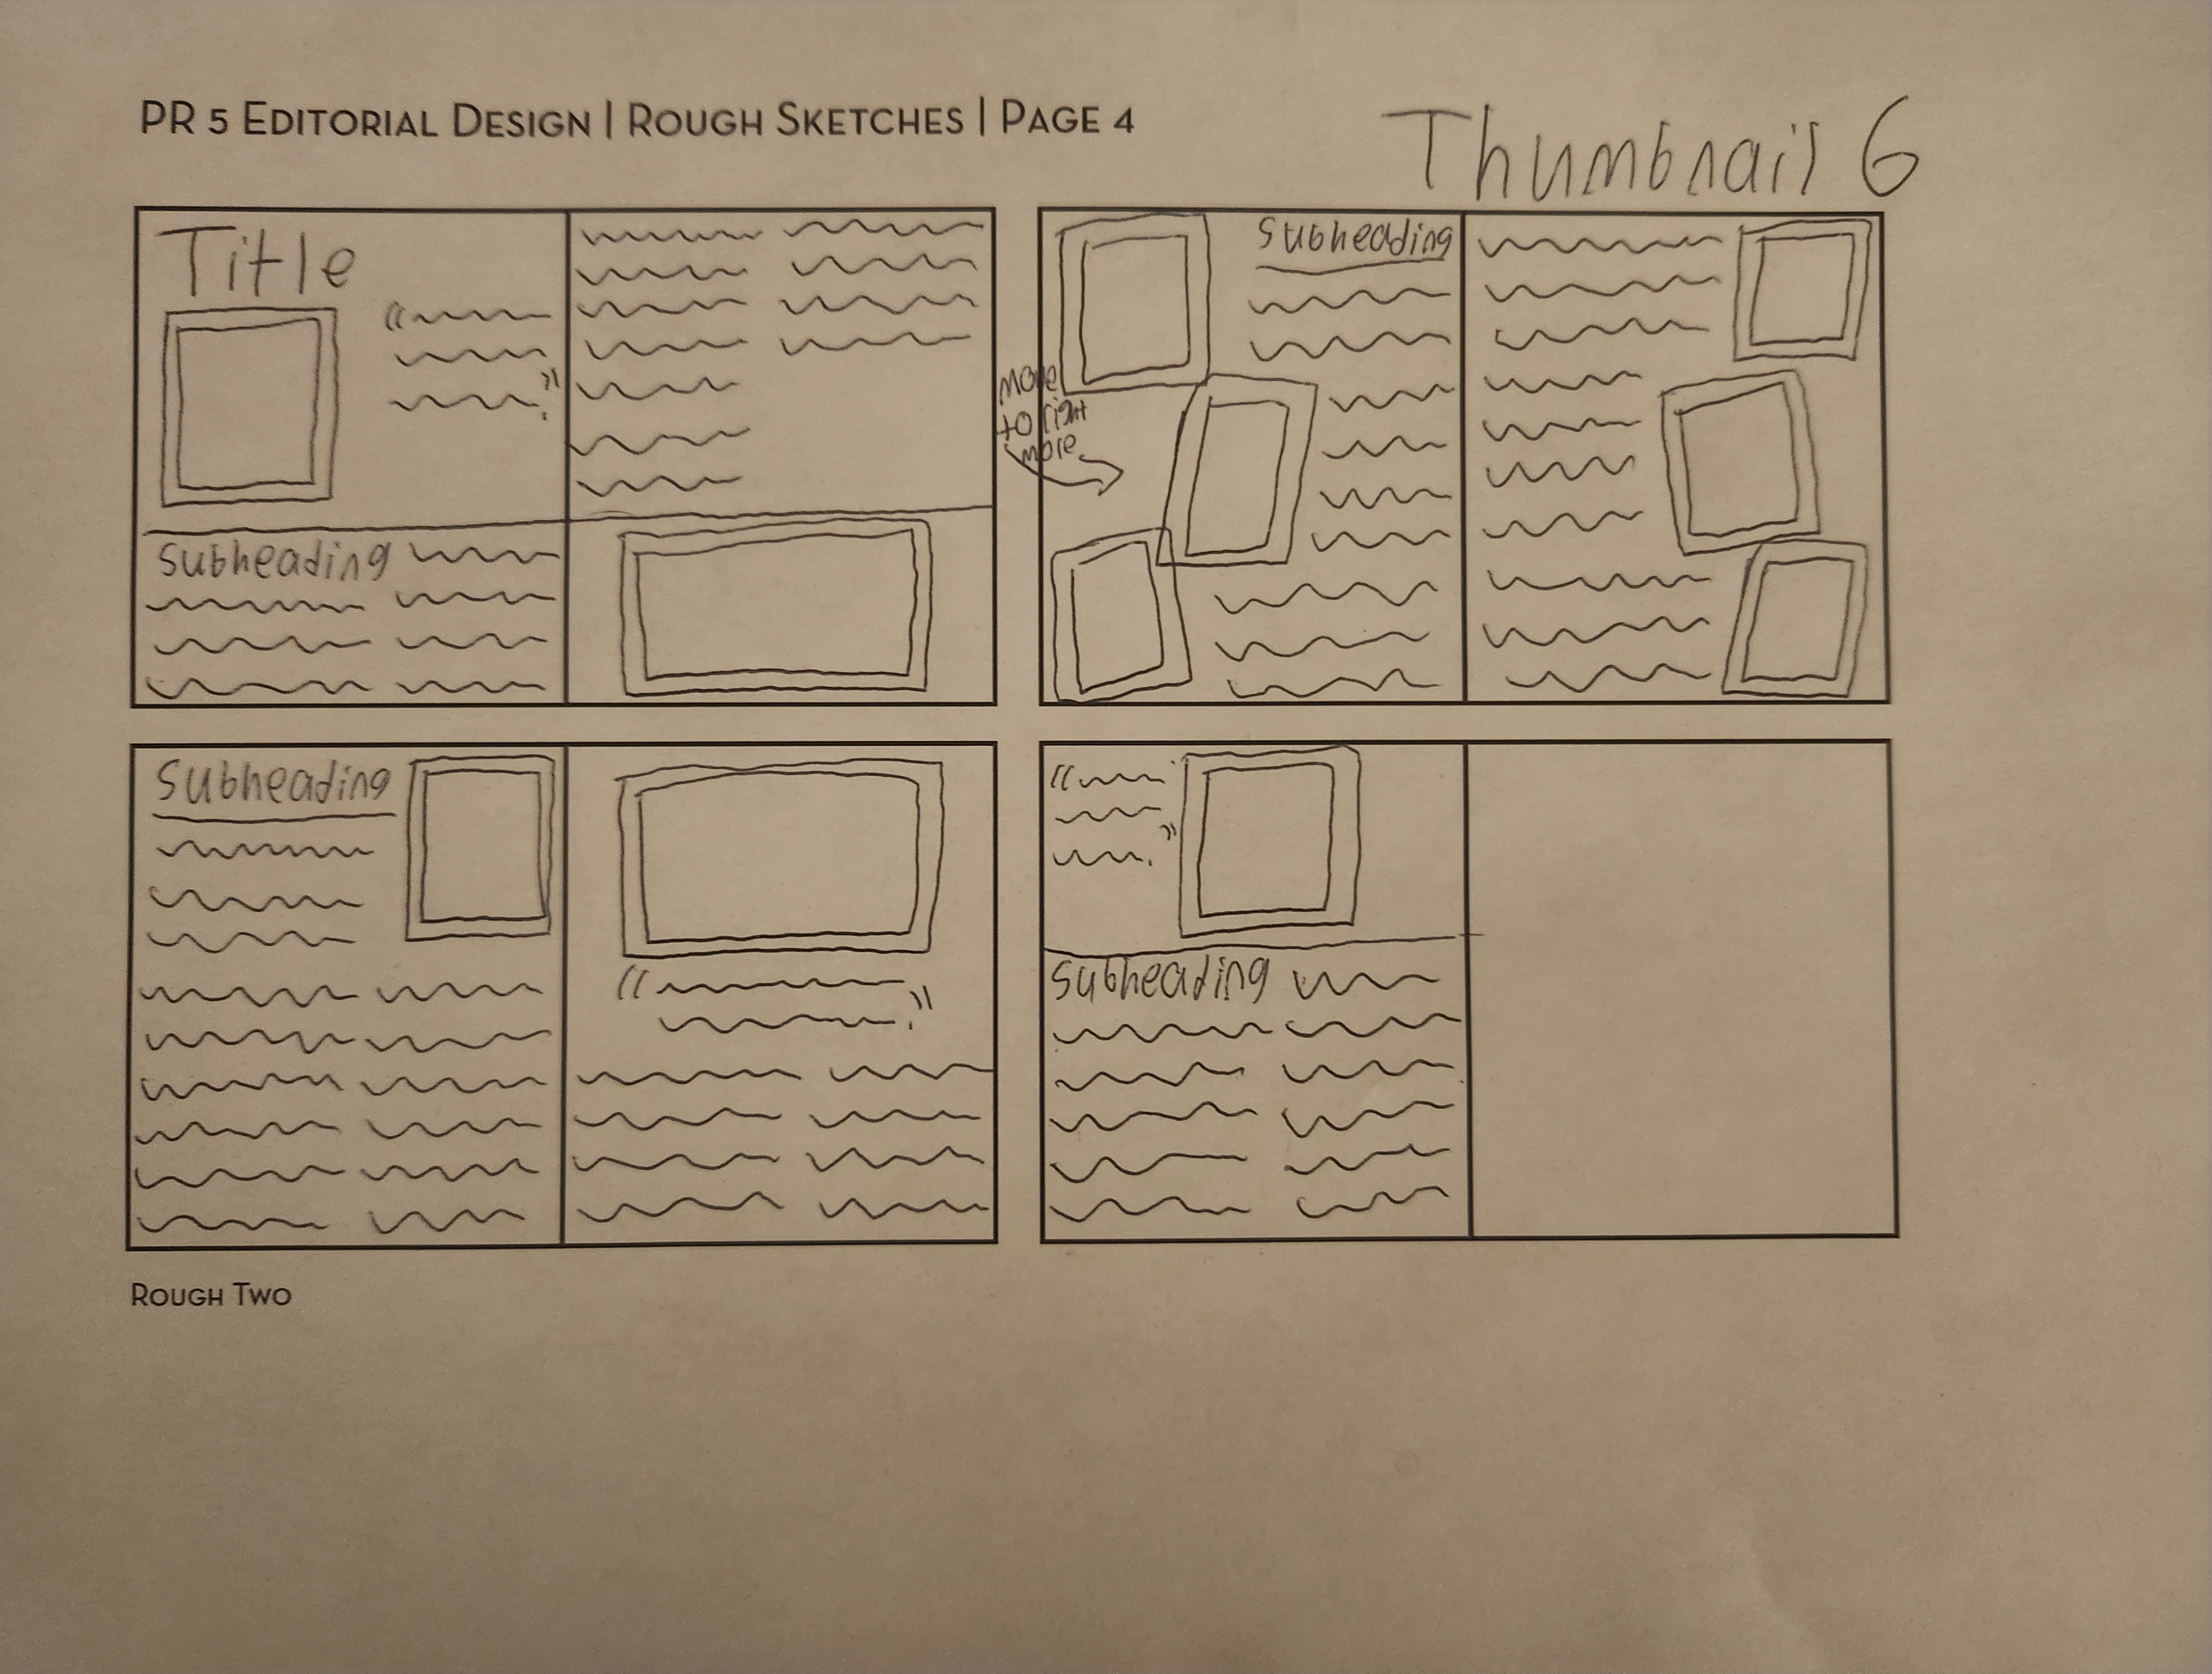 PR 5 Editorial Design | Rough Sketches | Page 4
Thumbnail 6
Title
Subheading
Subheading
move
to right
more
Subheading
Subheading
Rough Two